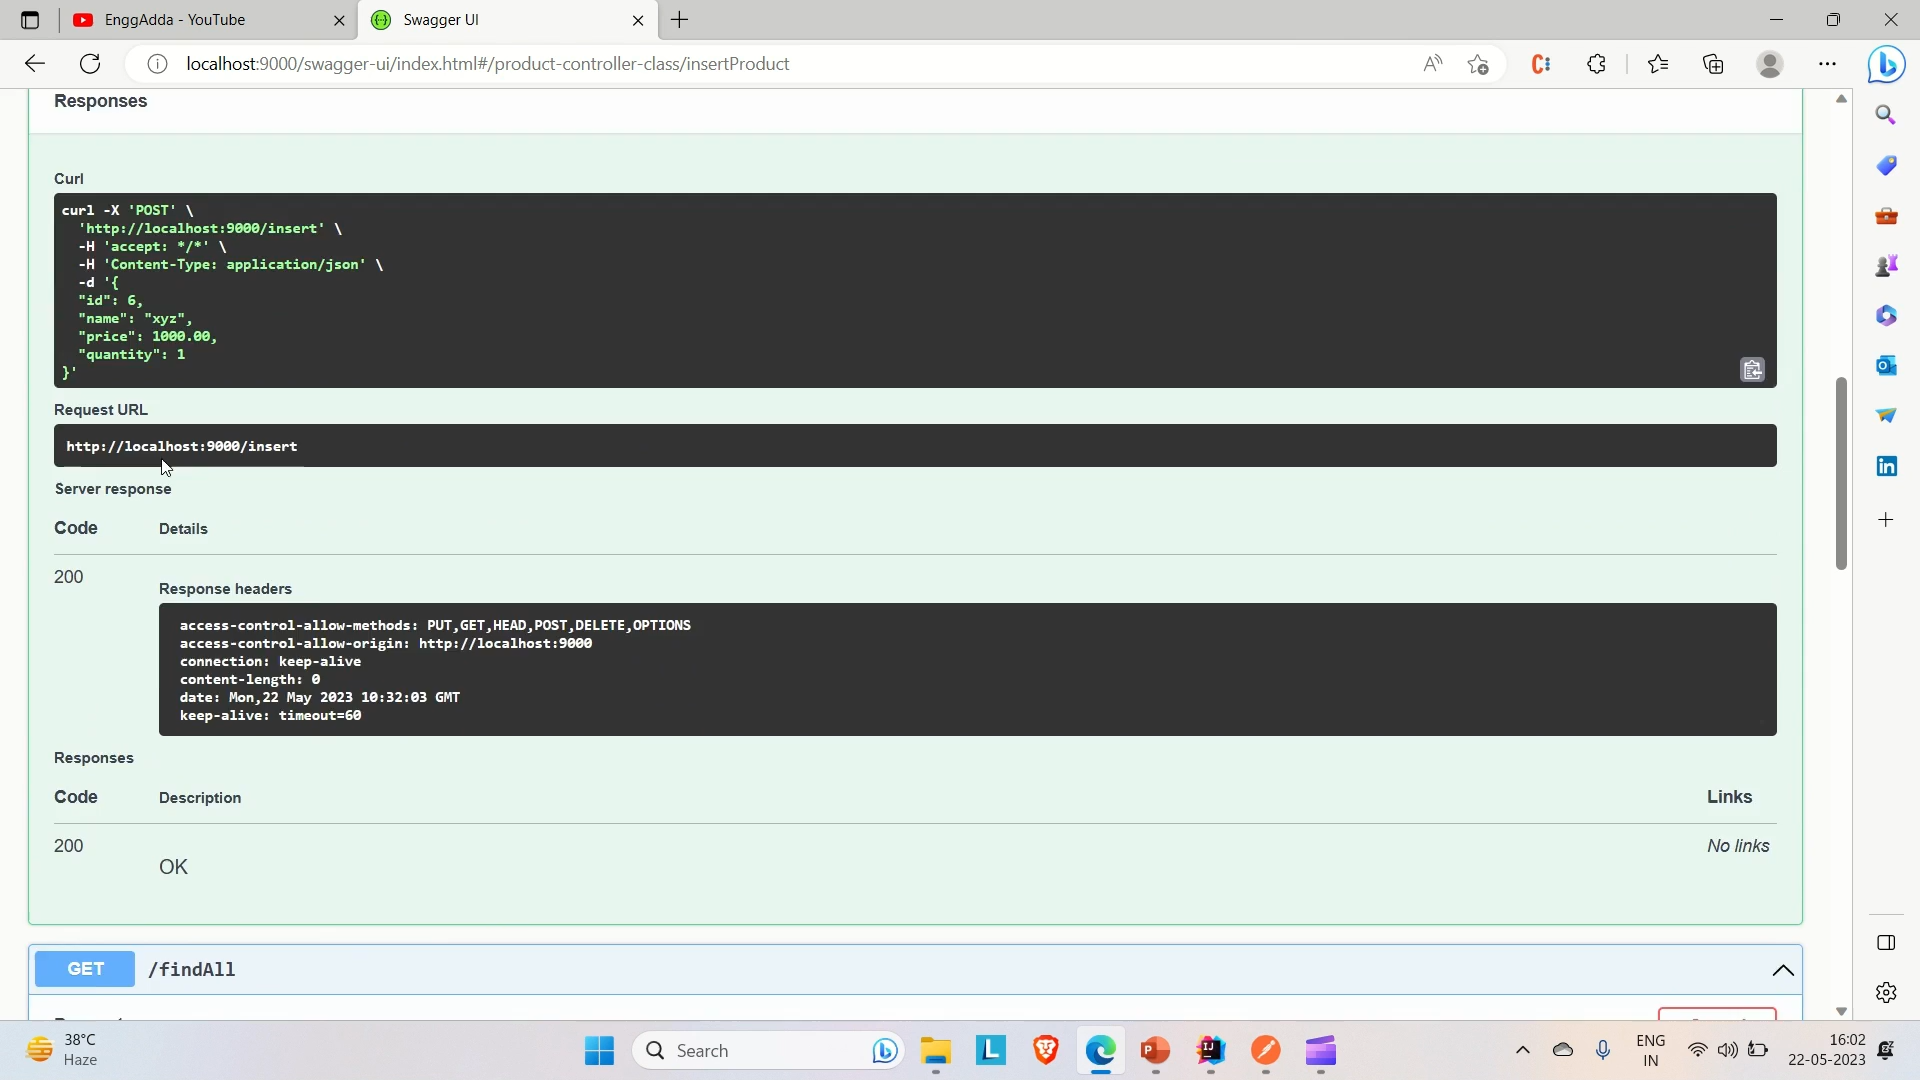 EnggAdda - YouTube
Swagger UI
localhost:9000/swagger-ui/index.html#/product-controller-class/insertProduct
Responses
Curl
curl -X 'POST' \
'http://localhost:9000/insert' \
-H 'accept: */*' \
-H 'Content-Type: application/json' \
-d '{
"id": 6,
"name": "xyz",
"price": 1000.00,
"quantity": 1
}'
Request URL
http://localhost:9000/insert
Server response
Code Details
200
Response headers
access-control-allow-methods: PUT,GET,HEAD,POST,DELETE,OPTIONS
access-control-allow-origin: http://localhost:9000
connection: keep-alive
content-length: 0
date: Mon,22 May 2023 10:32:03 GMT
keep-alive: timeout=60
Responses
Code Description Links
200 No links
OK
GET /findAll
38°C
Haze
Search
ENG
IN
16:02
22-05-2023